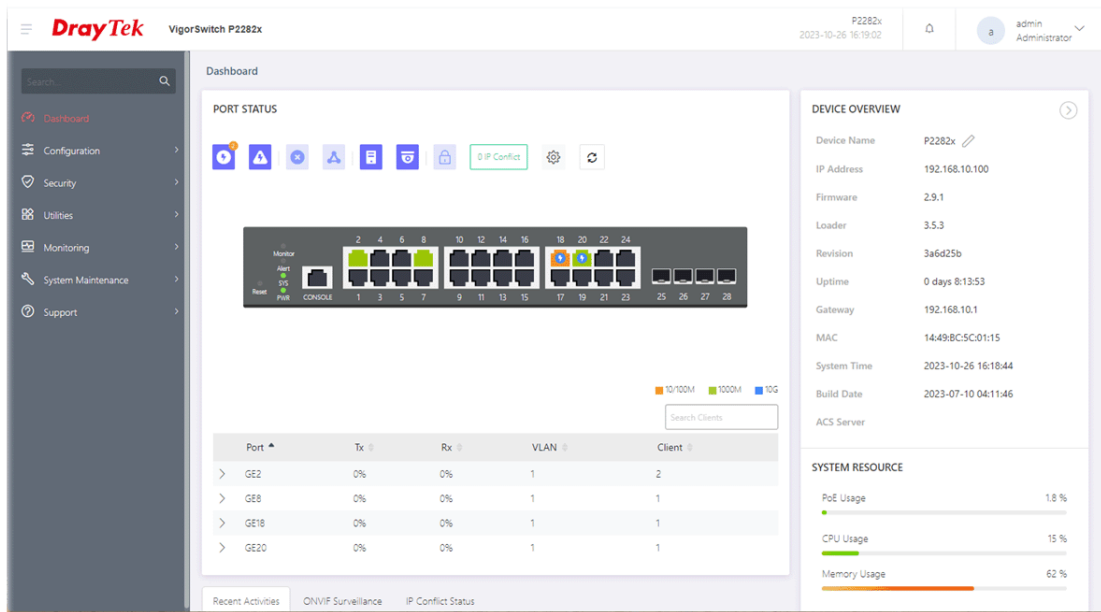 DrayTek VigorSwitch P2282x
P2282x
2023-10-26 16:19:02
a
admin
Administrator
Search...
Dashboard
Configuration
Security
Utilities
Monitoring
System Maintenance
Support
Dashboard
PORT STATUS
0 IP Conflict
2 4 6 8 10 12 14 16 18 20 22 24
Monitor
Alert
SYS
Reset PWR CONSOLE 1 3 5 7 9 11 13 15 17 19 21 23 25 26 27 28
10/100M 1000M 10G
Search Clients
Port Tx Rx VLAN Client
GE2 0% 0% 1 2
GE8 0% 0% 1 1
GE18 0% 0% 1 1
GE20 0% 0% 1 1
Recent Activities ONVIF Surveillance IP Conflict Status
DEVICE OVERVIEW
Device Name P2282x
IP Address 192.168.10.100
Firmware 2.9.1
Loader 3.5.3
Revision 3a6d25b
Uptime 0 days 8:13:53
Gateway 192.168.10.1
MAC 14:49:BC:5C:01:15
System Time 2023-10-26 16:18:44
Build Date 2023-07-10 04:11:46
ACS Server
SYSTEM RESOURCE
PoE Usage 1.8 %
CPU Usage 15 %
Memory Usage 62 %